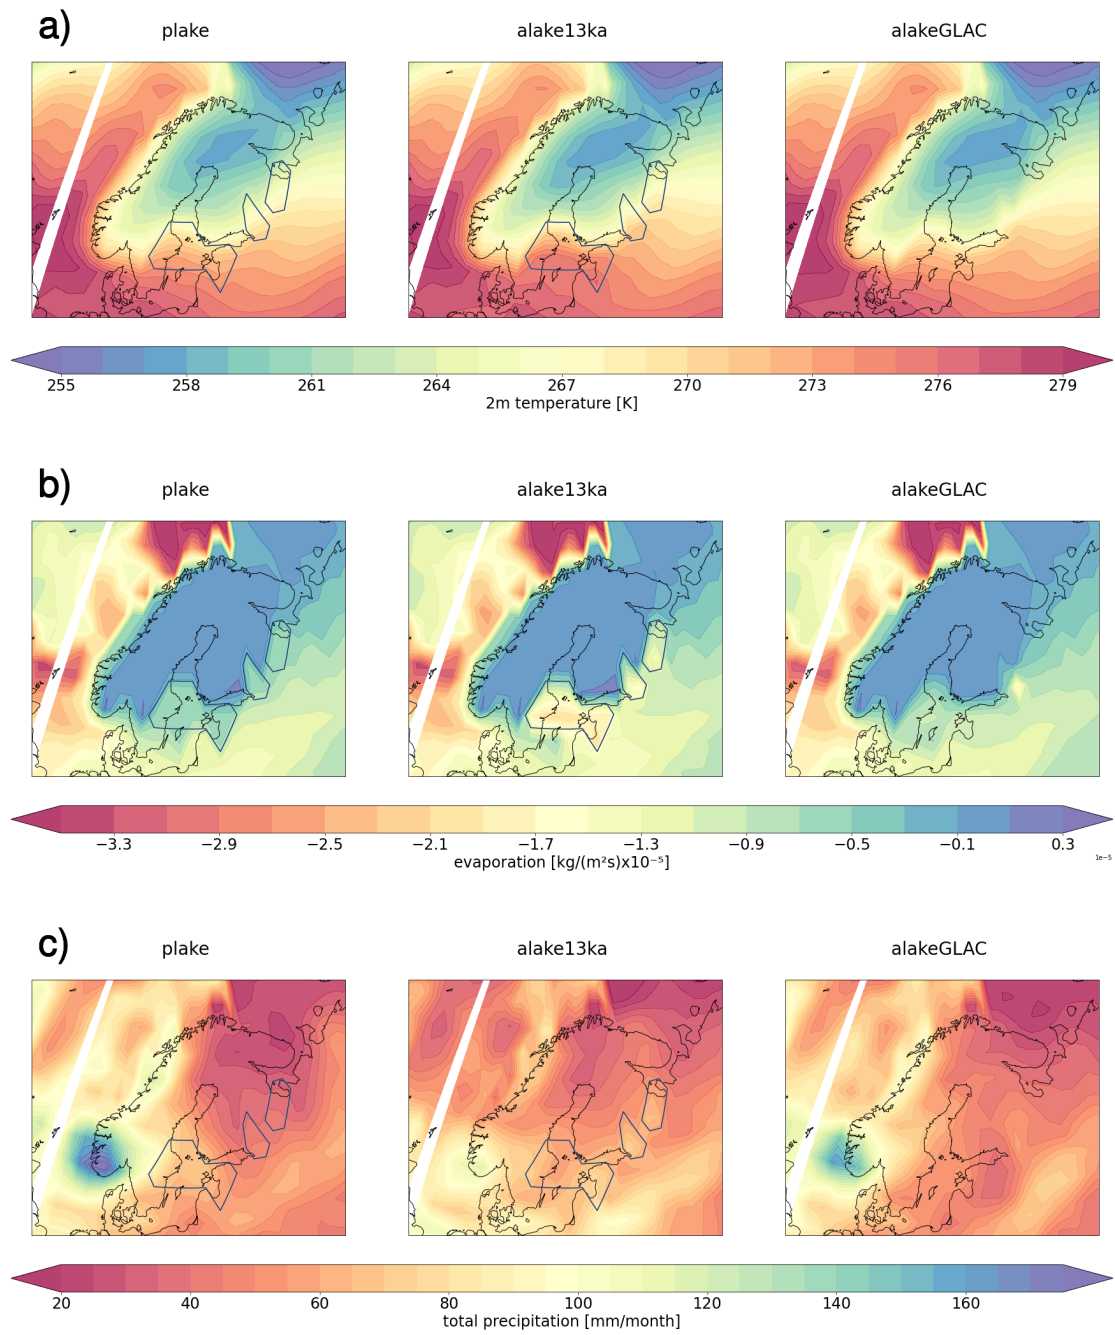 a)
plake alake13ka alakeGLAC
255 258 261 264 267 270 273 276 279
2m temperature [K]
b)
plake alake13ka alakeGLAC
−3.3 −2.9 −2.5 −2.1 −1.7 −1.3 −0.9 −0.5 −0.1 0.3
evaporation [kg/(m²s)x10⁻⁵]
1e−5
c)
plake alake13ka alakeGLAC
20 40 60 80 100 120 140 160
total precipitation [mm/month]